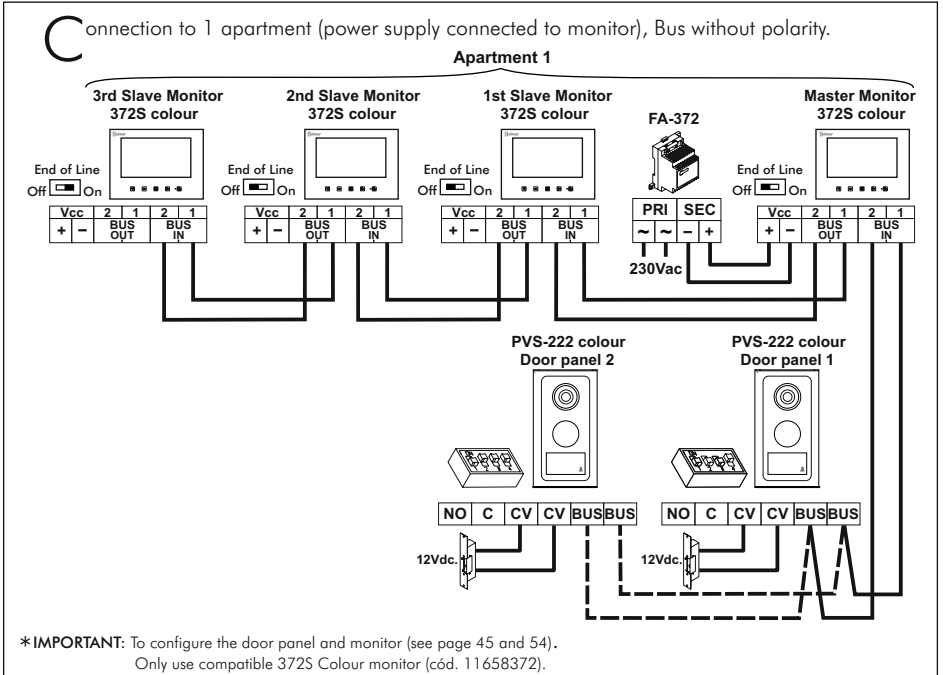 Connection to 1 apartment (power supply connected to monitor), Bus without polarity.
Apartment 1
3rd Slave Monitor
372S colour
2nd Slave Monitor
372S colour
1st Slave Monitor
372S colour
FA-372
Master Monitor
372S colour
End of Line
Off On
End of Line
Off On
End of Line
Off On
End of Line
Off On
Vcc 2 1 2 1
+ − BUS OUT BUS IN
Vcc 2 1 2 1
+ − BUS OUT BUS IN
Vcc 2 1 2 1
+ − BUS OUT BUS IN
PRI SEC
~ ~ − +
230Vac
Vcc 2 1 2 1
+ − BUS OUT BUS IN
PVS-222 colour
Door panel 2
PVS-222 colour
Door panel 1
NO C CV CV BUS BUS
12Vdc.
NO C CV CV BUS BUS
12Vdc.
*IMPORTANT: To configure the door panel and monitor (see page 45 and 54).
Only use compatible 372S Colour monitor (cód. 11658372).